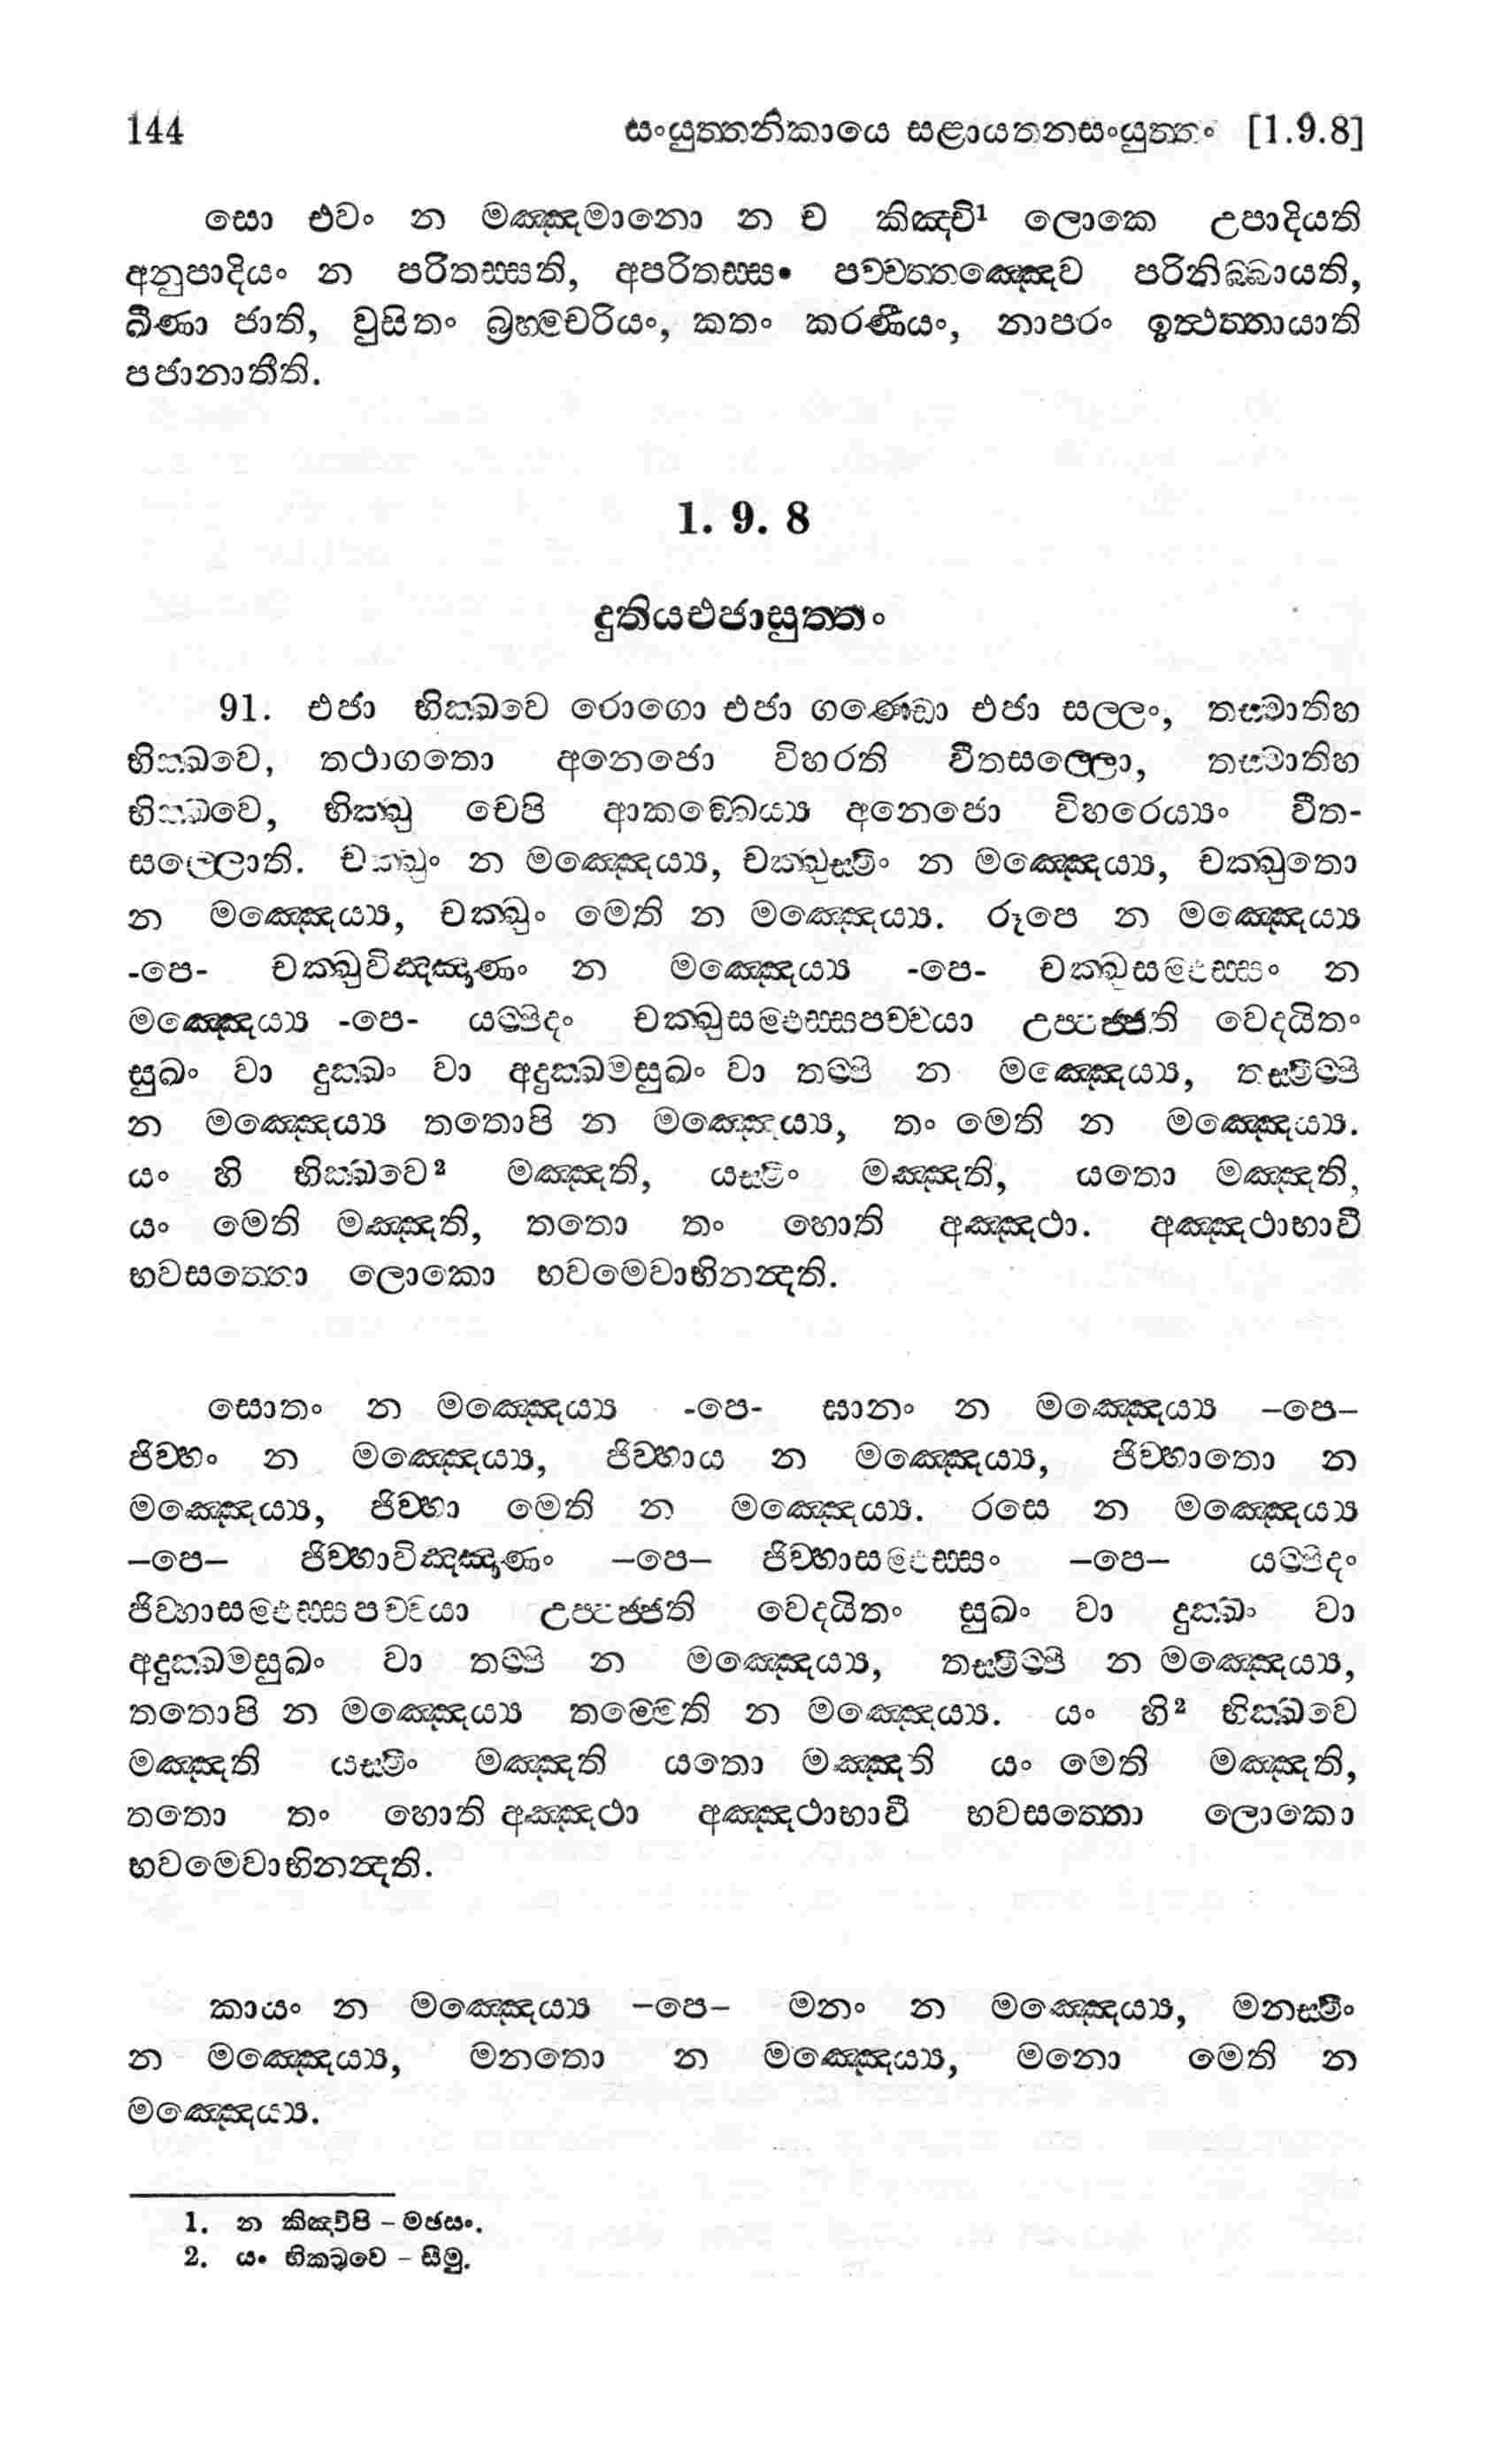 144 සංයුත්තනිකායෙ සළායතනසංයුත්තං [1.9.8]
සො එවං න මඤ්ඤමානො න ච කිඤ්චි¹ ලොකෙ උපාදියති
අනුපාදියං න පරිතස්සති, අපරිතස්සං පච්චත්තඤ්ඤෙව පරිනිබ්බායති,
ඛීණා ජාති, වුසිතං බ්‍රහ්මචරියං, කතං කරණීයං, නාපරං ඉත්‍ථත්තායාති
පජානාතීති.
1. 9. 8
දුතියඑජාසුත්තං
91. එජා භික්ඛවෙ රොගො එජා ගණ්ඩො එජා සල්ලං, තස්මාතිහ
භික්ඛවෙ, තථාගතො අනෙජො විහරති වීතසල්ලො, තස්මාතිහ
භික්ඛවෙ, භික්ඛු චෙපි ආකඞ්ඛෙය්‍ය අනෙජො විහරෙය්‍යං වීත-
සල්ලොති. චක්ඛුං න මඤ්ඤෙය්‍ය, චක්ඛුස්මිං න මඤ්ඤෙය්‍ය, චක්ඛුතො
න මඤ්ඤෙය්‍ය, චක්ඛුං මෙති න මඤ්ඤෙය්‍ය. රූපෙ න මඤ්ඤෙය්‍ය
-පෙ- චක්ඛුවිඤ්ඤාණං න මඤ්ඤෙය්‍ය -පෙ- චක්ඛුසම්ඵස්සං න
මඤ්ඤෙය්‍ය -පෙ- යම්පිදං චක්ඛුසම්ඵස්සපච්චයා උප්පජ්ජති වෙදයිතං
සුඛං වා දුක්ඛං වා අදුක්ඛමසුඛං වා තම්පි න මඤ්ඤෙය්‍ය, තස්මිම්පි
න මඤ්ඤෙය්‍ය තතොපි න මඤ්ඤෙය්‍ය, තං මෙති න මඤ්ඤෙය්‍ය.
යං හි භික්ඛවෙ² මඤ්ඤති, යස්මිං මඤ්ඤති, යතො මඤ්ඤති,
යං මෙති මඤ්ඤති, තතො තං හොති අඤ්ඤථා. අඤ්ඤථාභාවී
භවසත්තො ලොකො භවමෙවාභිනන්‍දති.
සොතං න මඤ්ඤෙය්‍ය -පෙ- ඝානං න මඤ්ඤෙය්‍ය –පෙ–
ජිව්හං න මඤ්ඤෙය්‍ය, ජිව්හාය න මඤ්ඤෙය්‍ය, ජිව්හාතො න
මඤ්ඤෙය්‍ය, ජිව්හා මෙති න මඤ්ඤෙය්‍ය. රසෙ න මඤ්ඤෙය්‍ය
–පෙ– ජිව්හාවිඤ්ඤාණං –පෙ– ජිව්හාසම්ඵස්සං –පෙ– යම්පිදං
ජිව්හාසම්ඵස්සපච්චයා උප්පජ්ජති වෙදයිතං සුඛං වා දුක්ඛං වා
අදුක්ඛමසුඛං වා තම්පි න මඤ්ඤෙය්‍ය, තස්මිම්පි න මඤ්ඤෙය්‍ය,
තතොපි න මඤ්ඤෙය්‍ය තම්මෙති න මඤ්ඤෙය්‍ය. යං හි² භික්ඛවෙ
මඤ්ඤති යස්මිං මඤ්ඤති යතො මඤ්ඤති යං මෙති මඤ්ඤති,
තතො තං හොති අඤ්ඤථා අඤ්ඤථාභාවී භවසත්තො ලොකො
භවමෙවාභිනන්‍දති.
කායං න මඤ්ඤෙය්‍ය –පෙ– මනං න මඤ්ඤෙය්‍ය, මනස්මිං
න මඤ්ඤෙය්‍ය, මනතො න මඤ්ඤෙය්‍ය, මනො මෙති න
මඤ්ඤෙය්‍ය.
1. න කිඤ්චිපි – මඡසං.
2. යං භික්ඛවෙ – සීමු.